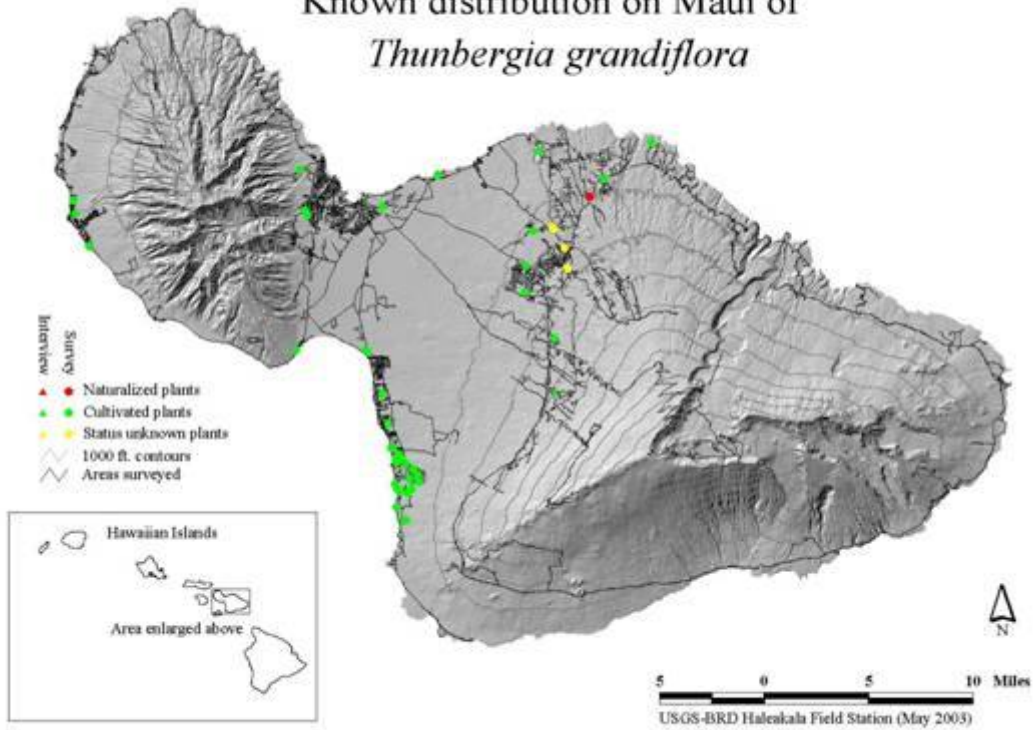 Known distribution on Maui of
Thunbergia grandiflora
Interview
Survey
Naturalized plants
Cultivated plants
Status unknown plants
1000 ft. contours
Areas surveyed
Hawaiian Islands
Area enlarged above
N
5 0 5 10 Miles
USGS-BRD Haleakala Field Station (May 2003)